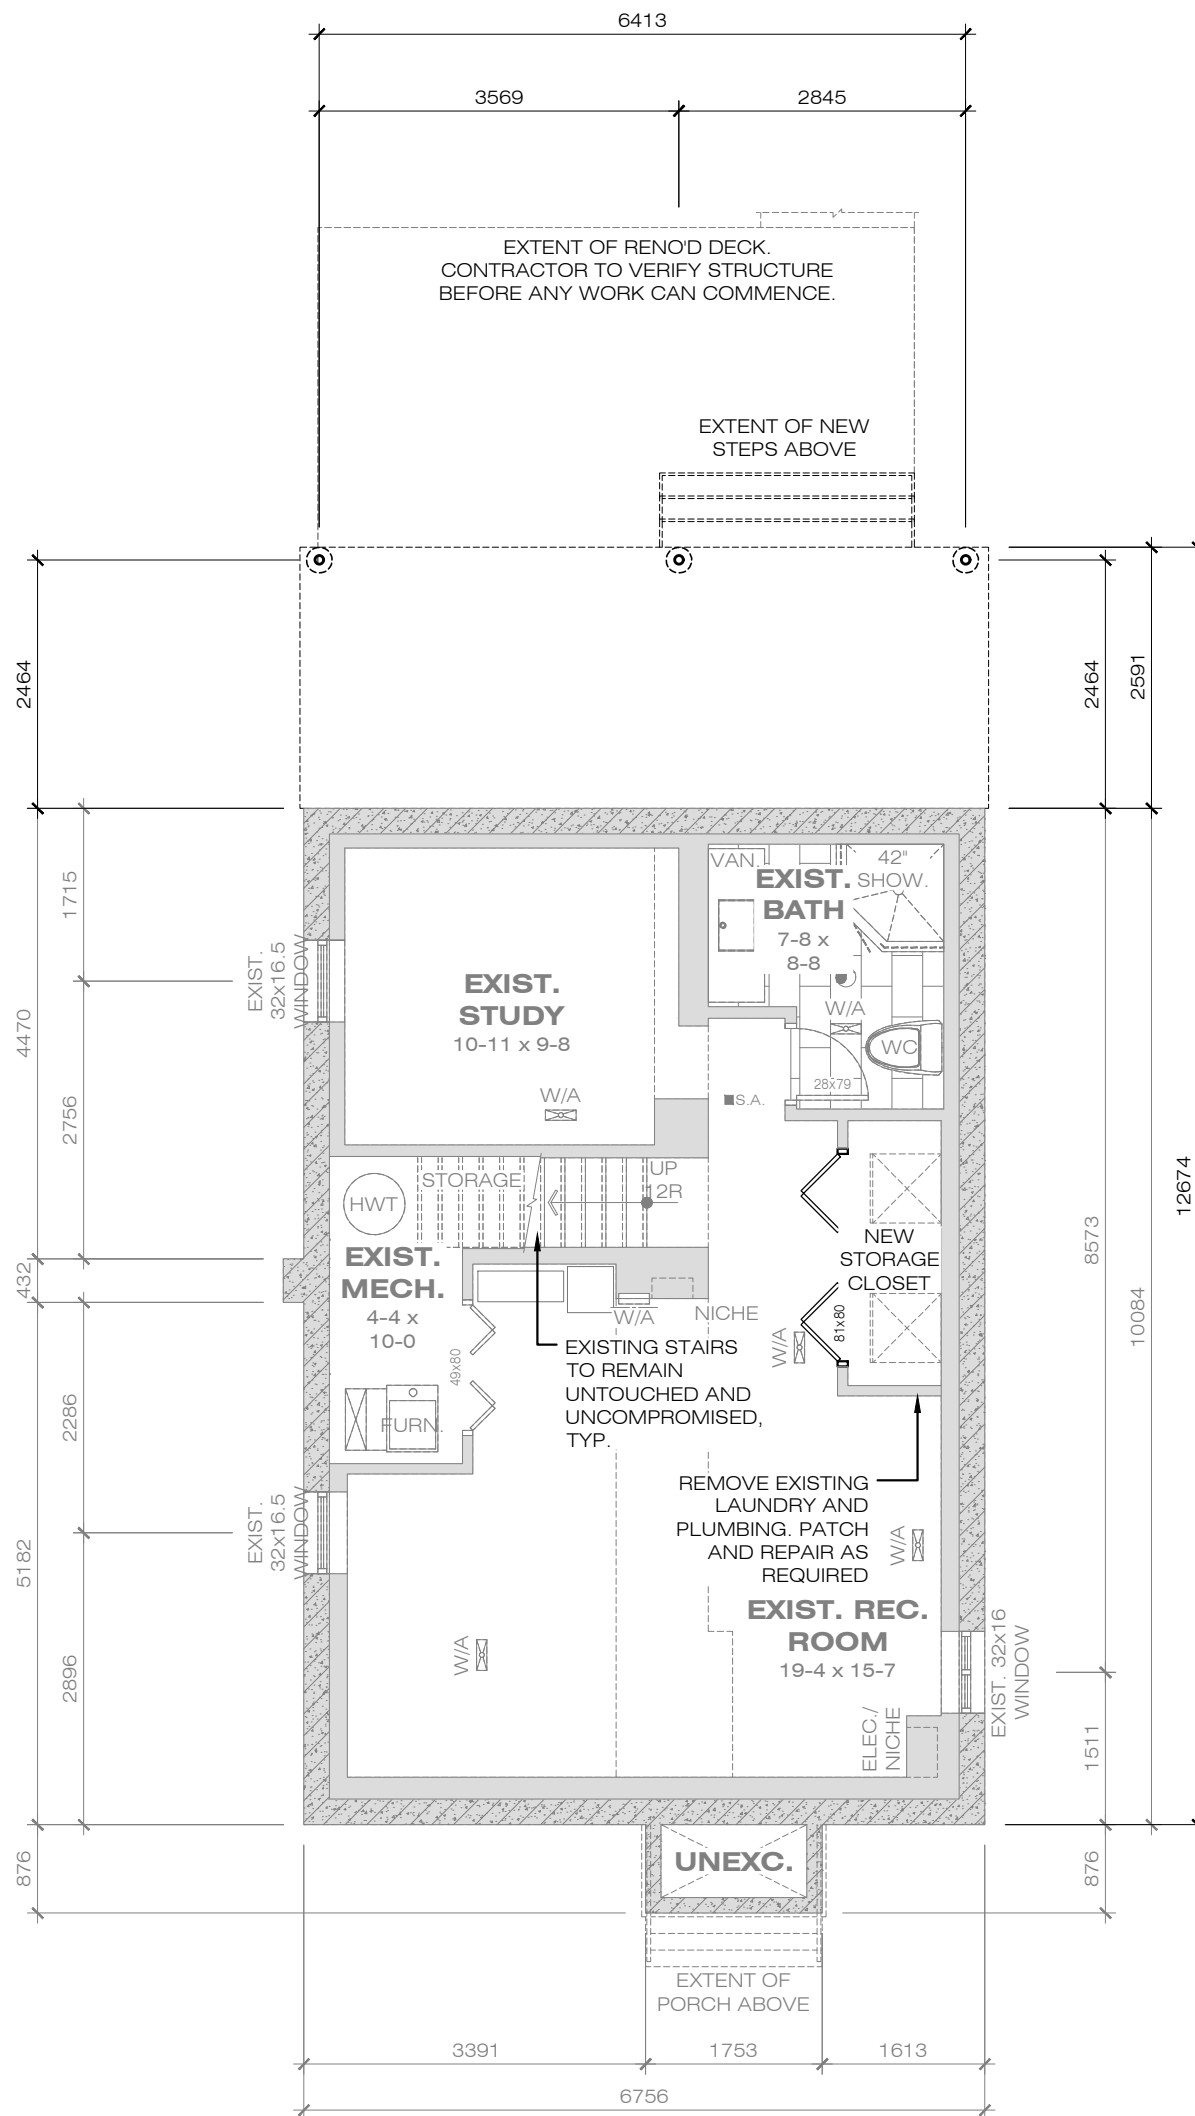 6413
3569
2845
EXTENT OF RENO'D DECK.
CONTRACTOR TO VERIFY STRUCTURE
BEFORE ANY WORK CAN COMMENCE.
EXTENT OF NEW
STEPS ABOVE
2464
2464
2591
1715
4470
2756
432
2286
5182
2896
876
12674
8573
10084
1511
876
EXIST.
32x16.5
WINDOW
EXIST.
STUDY
10-11 x 9-8
W/A
VAN.
EXIST.
BATH
7-8 x
8-8
42"
SHOW.
W/A
WC
28x79
S.A.
STORAGE
UP
12R
HWT
EXIST.
MECH.
4-4 x
10-0
49x80
FURN.
W/A
NICHE
EXISTING STAIRS
TO REMAIN
UNTOUCHED AND
UNCOMPROMISED,
TYP.
NEW
STORAGE
CLOSET
81x80
W/A
REMOVE EXISTING
LAUNDRY AND
PLUMBING. PATCH
AND REPAIR AS
REQUIRED
W/A
EXIST.
32x16.5
WINDOW
W/A
EXIST. REC.
ROOM
19-4 x 15-7
EXIST. 32x16
WINDOW
ELEC./
NICHE
UNEXC.
EXTENT OF
PORCH ABOVE
3391
1753
1613
6756